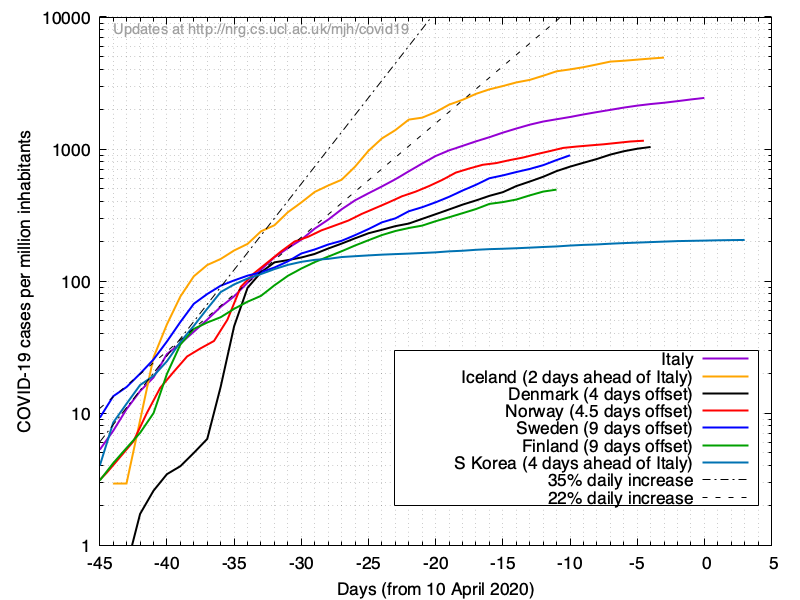 Updates at http://nrg.cs.ucl.ac.uk/mjh/covid19
10000
1000
100
10
1
COVID-19 cases per million inhabitants
Italy
Iceland (2 days ahead of Italy)
Denmark (4 days offset)
Norway (4.5 days offset)
Sweden (9 days offset)
Finland (9 days offset)
S Korea (4 days ahead of Italy)
35% daily increase
22% daily increase
-45 -40 -35 -30 -25 -20 -15 -10 -5 0 5
Days (from 10 April 2020)